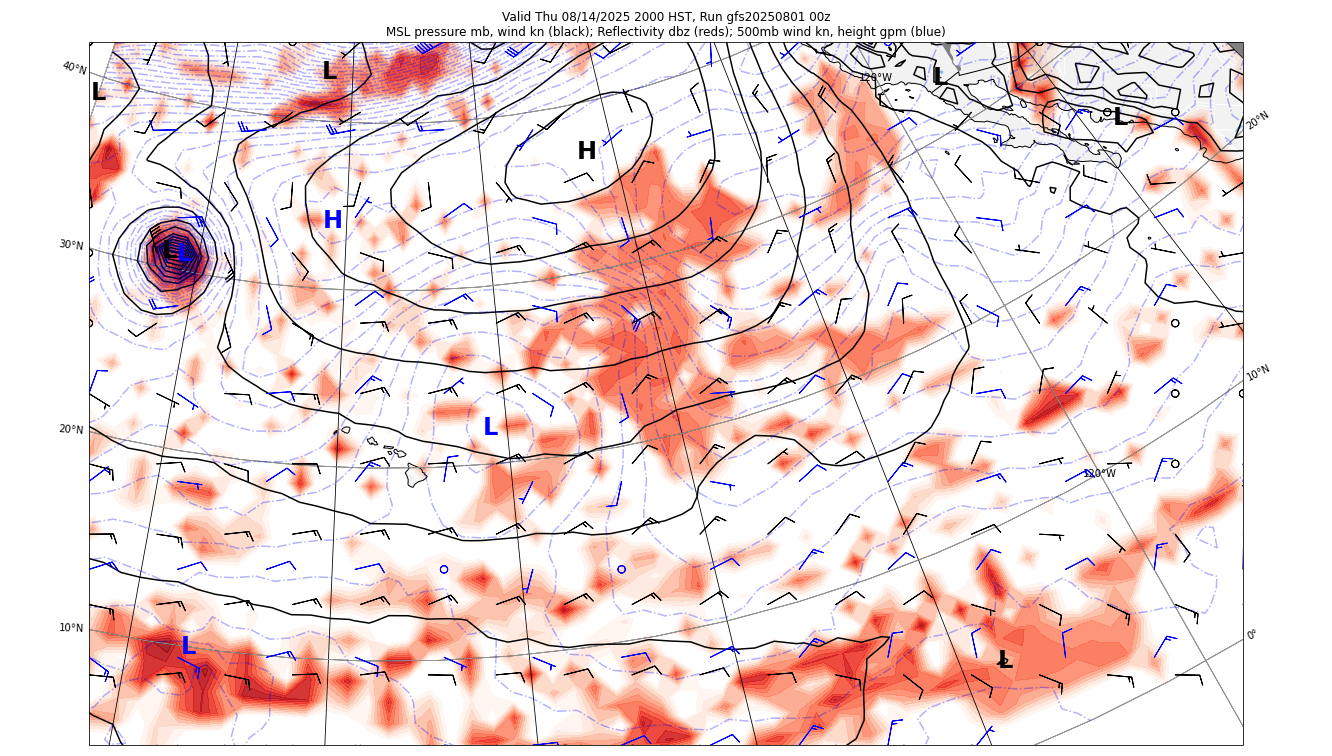 Valid Thu 08/14/2025 2000 HST, Run gfs20250801 00z
MSL pressure mb, wind kn (black); Reflectivity dbz (reds); 500mb wind kn, height gpm (blue)
40°N
L
L
120°W
L
L
20°N
H
H
30°N
L
L
10°N
20°N
L
120°W
10°N
L
0°
L